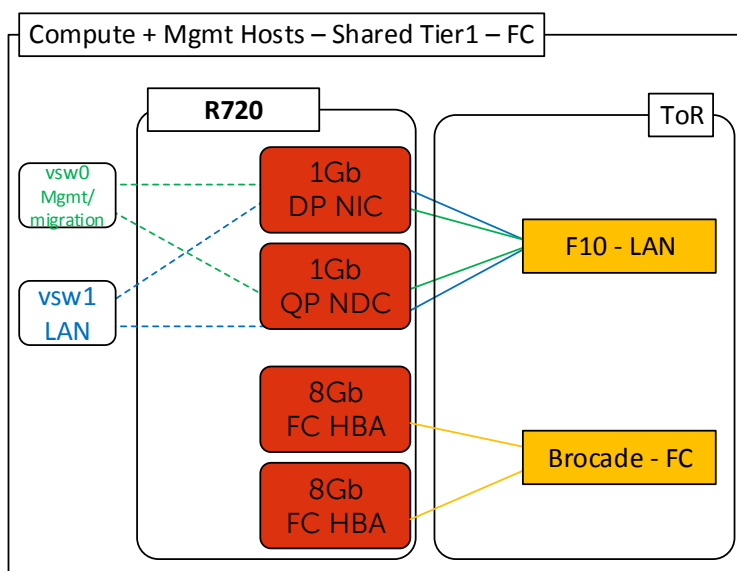 Compute + Mgmt Hosts – Shared Tier1 – FC
R720
ToR
vsw0
Mgmt/
migration
vsw1
LAN
1Gb
DP NIC
1Gb
QP NDC
8Gb
FC HBA
8Gb
FC HBA
F10 - LAN
Brocade - FC